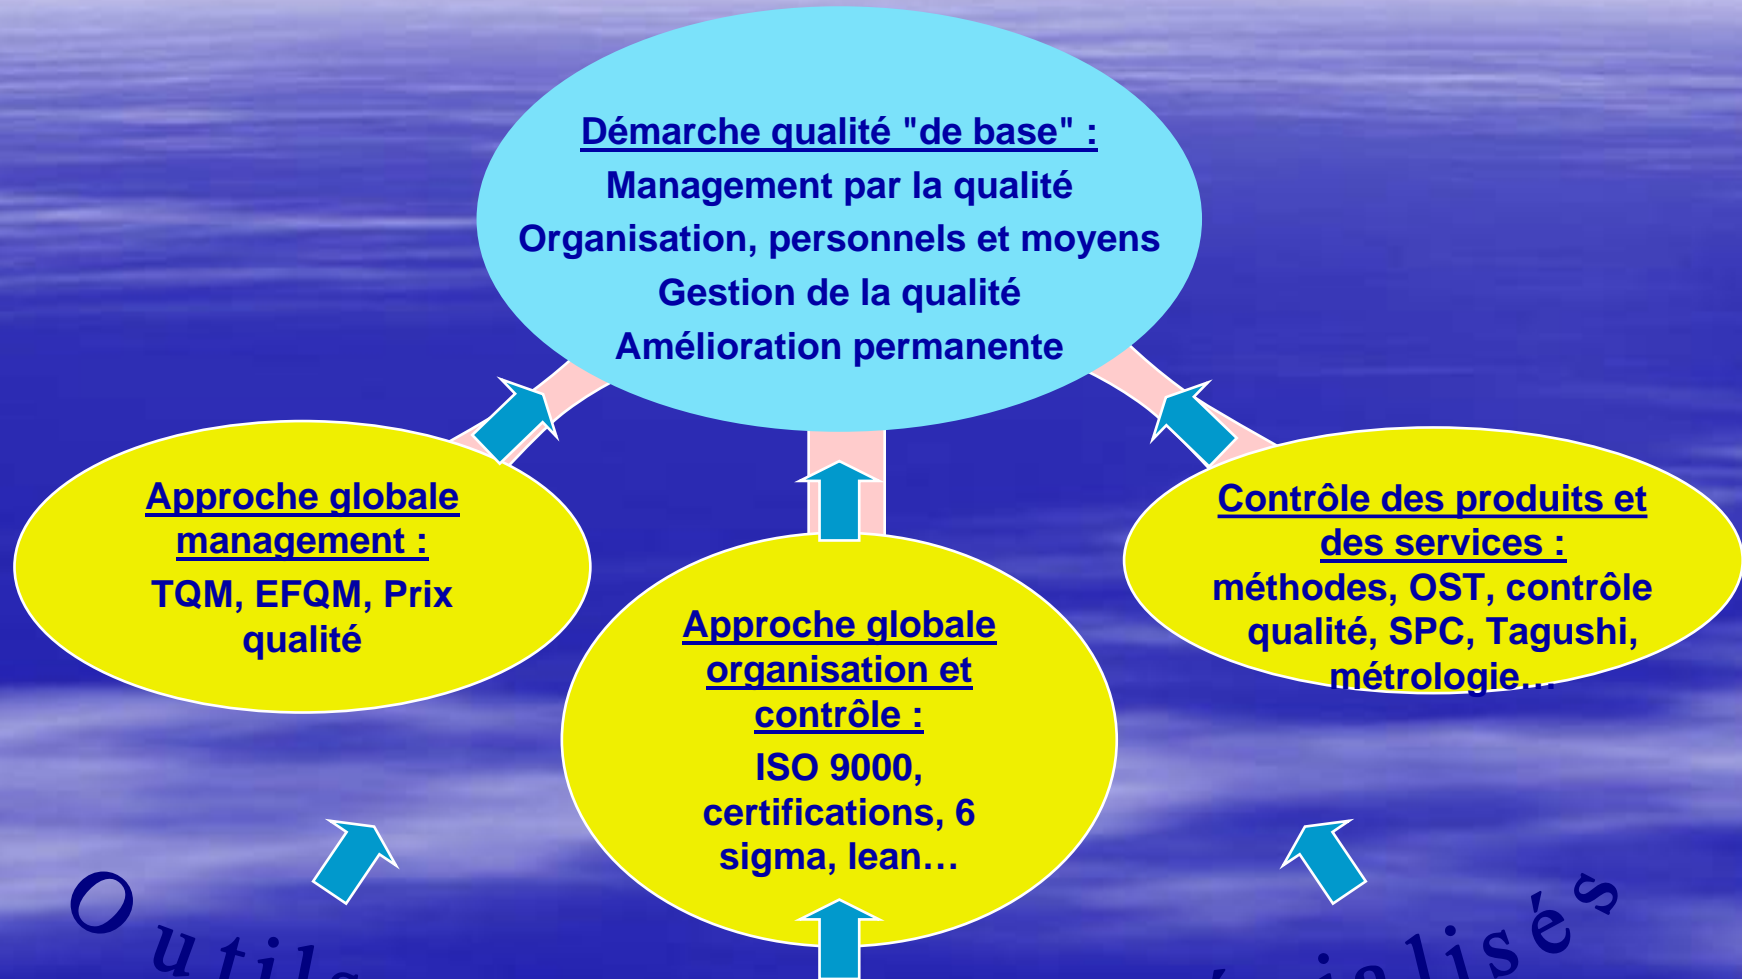 Démarche qualité "de base" :
Management par la qualité
Organisation, personnels et moyens
Gestion de la qualité
Amélioration permanente
Approche globale
management :
TQM, EFQM, Prix
qualité
Approche globale
organisation et
contrôle :
ISO 9000,
certifications, 6
sigma, lean…
Contrôle des produits et
des services :
méthodes, OST, contrôle
qualité, SPC, Tagushi,
métrologie…
Outils